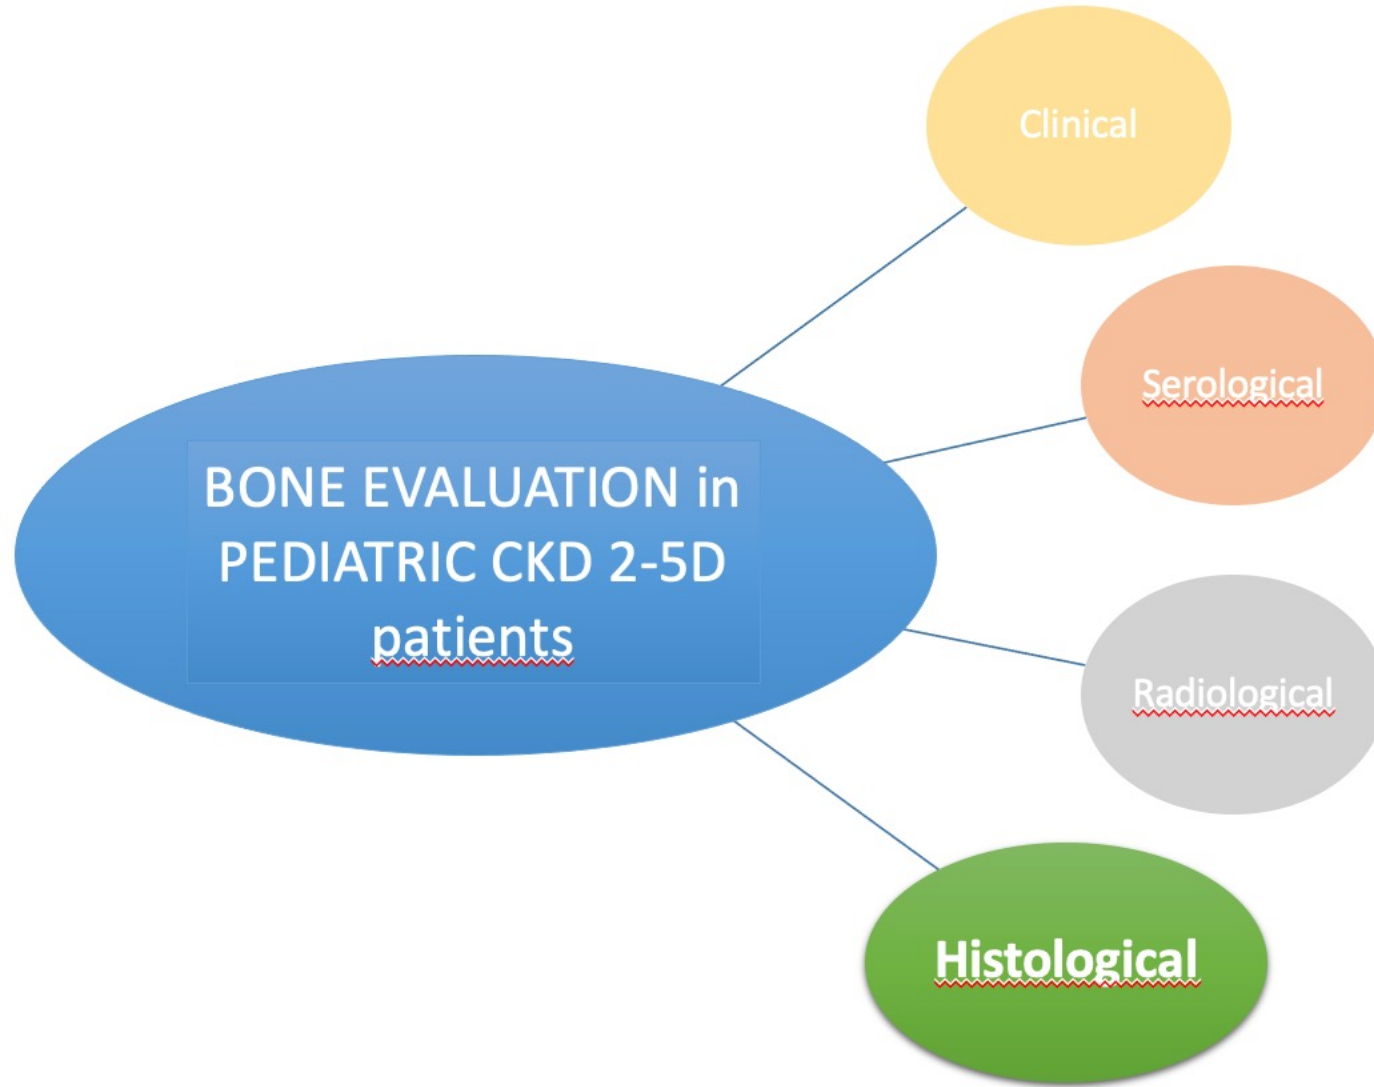 Clinical
Serological
BONE EVALUATION in
PEDIATRIC CKD 2-5D
patients
Radiological
Histological